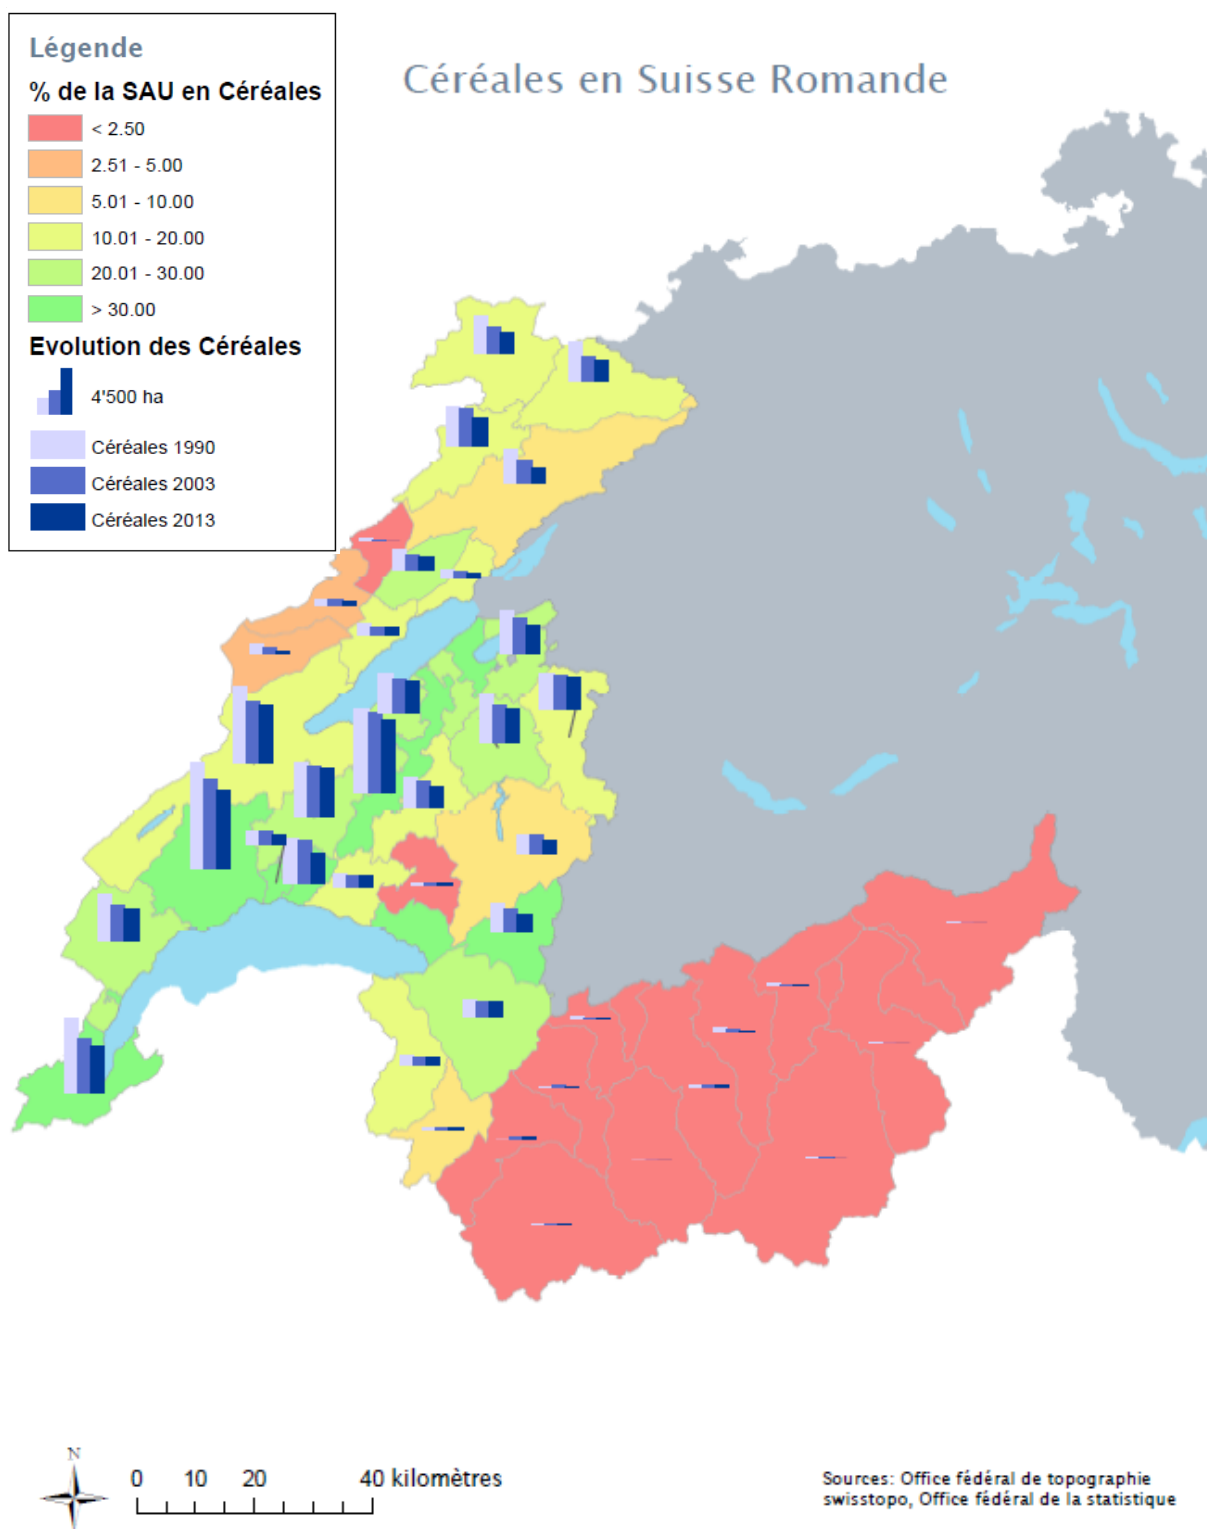 Légende
% de la SAU en Céréales
< 2.50
2.51 - 5.00
5.01 - 10.00
10.01 - 20.00
20.01 - 30.00
> 30.00
Evolution des Céréales
4'500 ha
Céréales 1990
Céréales 2003
Céréales 2013
Céréales en Suisse Romande
N
0 10 20 40 kilomètres
Sources: Office fédéral de topographie
swisstopo, Office fédéral de la statistique